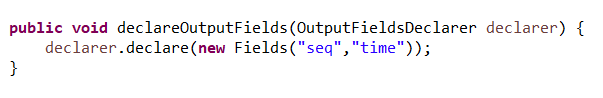 public void declareOutputFields(OutputFieldsDeclarer declarer) {
    declarer.declare(new Fields("seq","time"));
}